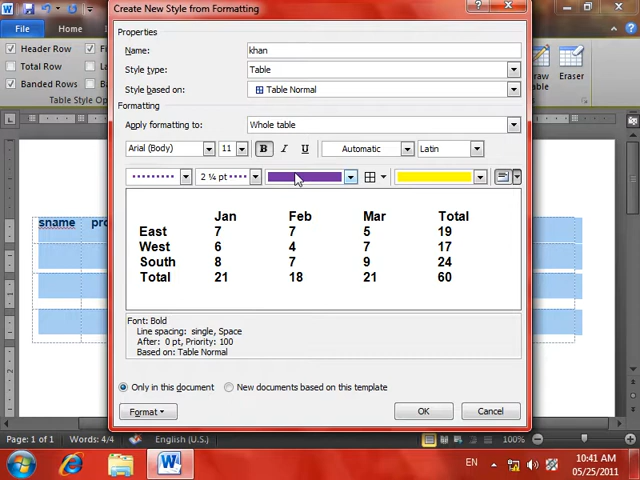 Create New Style from Formatting
File
Header Row
Total Row
Banded Rows
Table Style Op
Eraser
Properties
Name:
khan
Style type:
Table
Style based on:
Table Normal
Formatting
Apply formatting to:
Whole table
Arial (Body)
11
B
I
U
Automatic
Latin
2 ¼ pt
Jan Feb Mar Total
East 7 7 5 19
West 6 4 7 17
South 8 7 9 24
Total 21 18 21 60
sname
pro
Font: Bold
Line spacing: single, Space
After: 0 pt, Priority: 100
Based on: Table Normal
Only in this document
New documents based on this template
Format
OK
Cancel
Page: 1 of 1
Words: 4/4
English (U.S.)
100%
EN
10:41 AM
05/25/2011